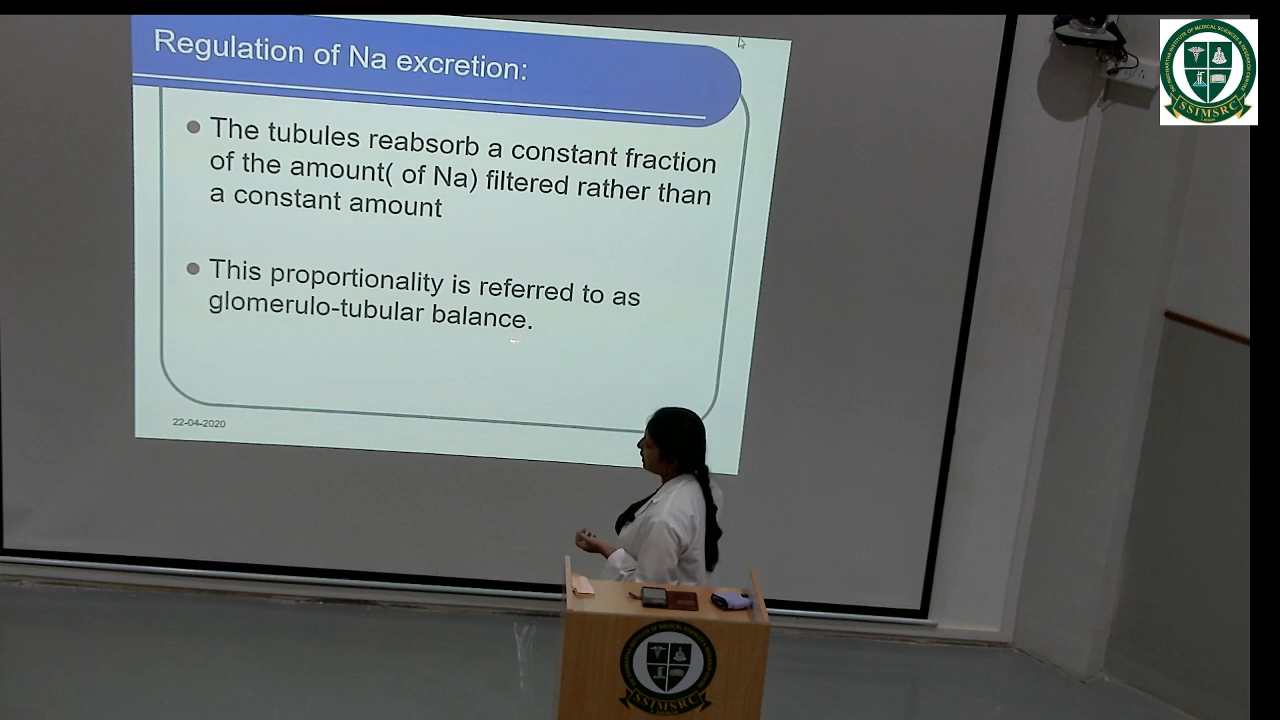 Regulation of Na excretion:
The tubules reabsorb a constant fraction
of the amount( of Na) filtered rather than
a constant amount
This proportionality is referred to as
glomerulo-tubular balance.
22-04-2020
SSIMSRC
SSIMSRC